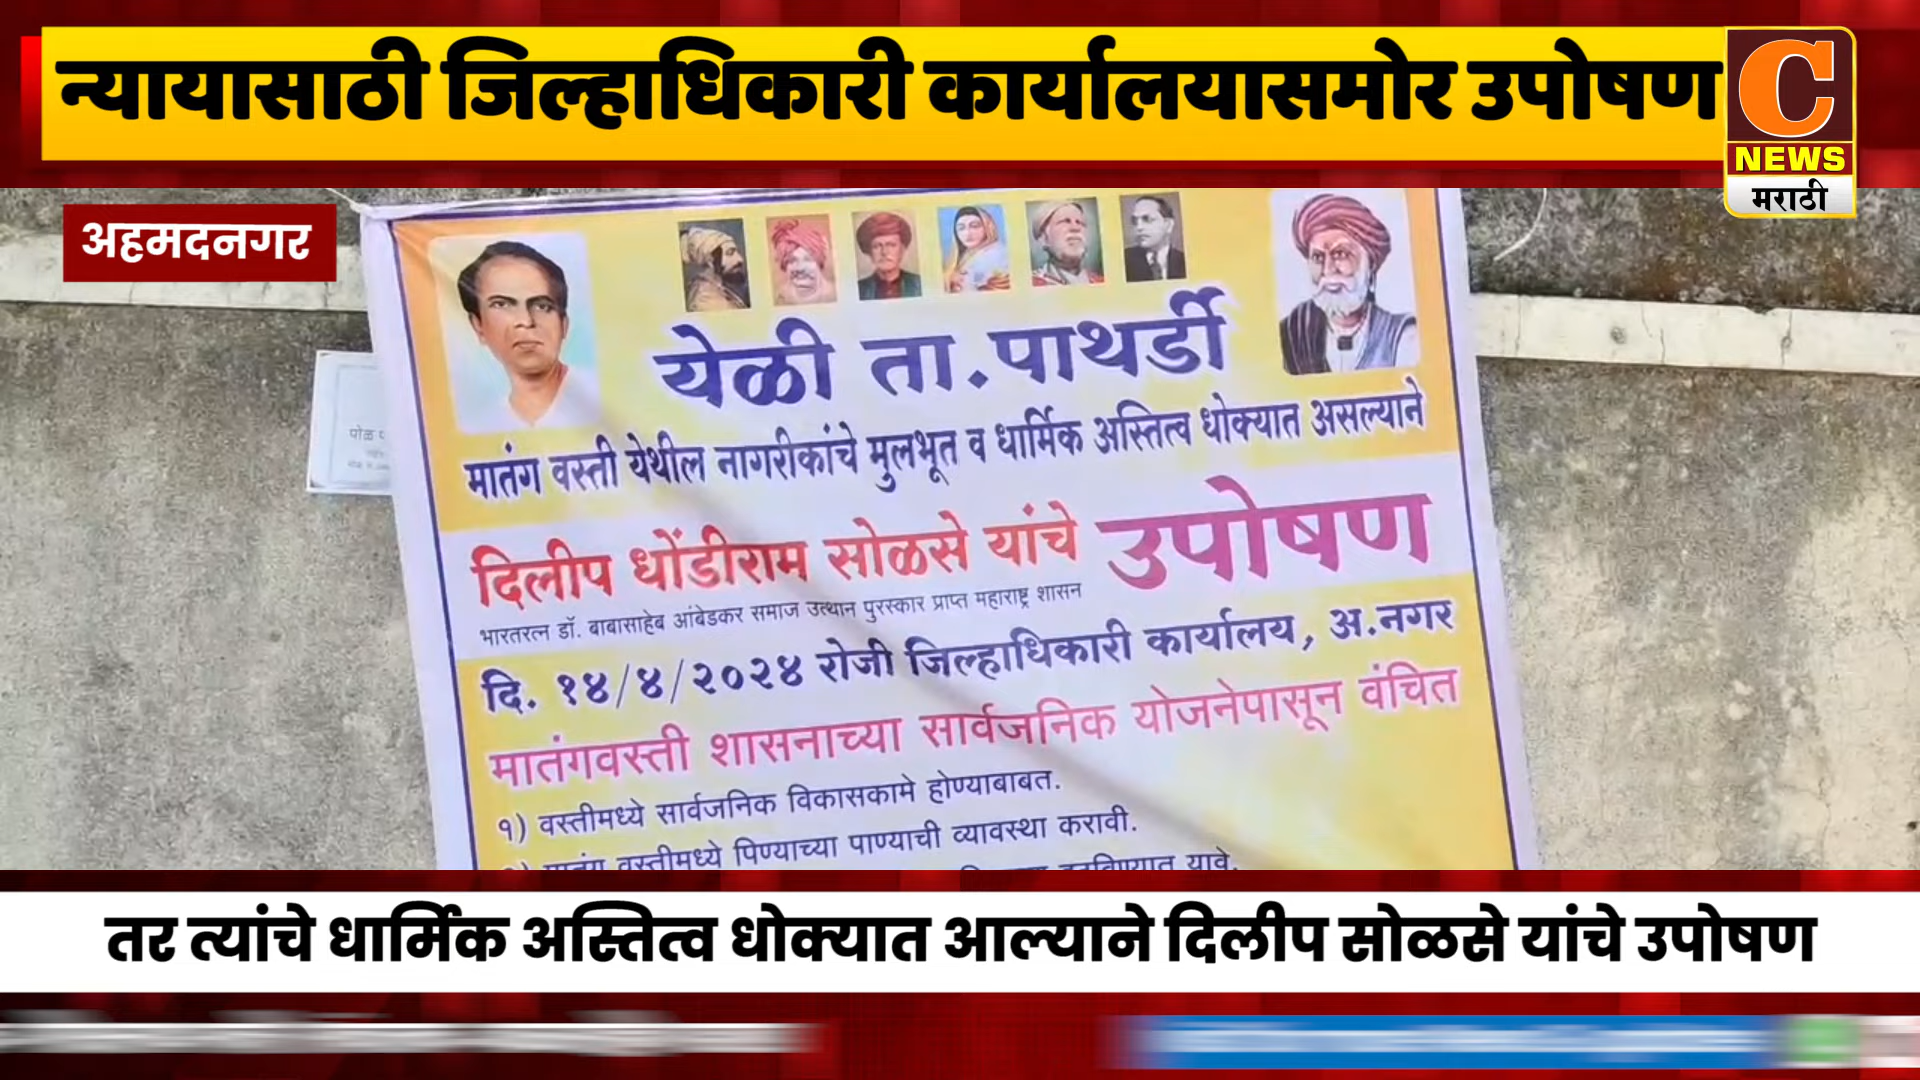 न्यायासाठी जिल्हाधिकारी कार्यालयासमोर उपोषण
C
NEWS
मराठी
अहमदनगर
येळी ता.पाथर्डी
मातंग वस्ती येथील नागरीकांचे मुलभूत व धार्मिक अस्तित्व धोक्यात असल्याने
दिलीप धोंडीराम सोळसे यांचे उपोषण
भारतरत्न डॉ. बाबासाहेब आंबेडकर समाज उत्थान पुरस्कार प्राप्त महाराष्ट्र शासन
दि. १४/४/२०२४ रोजी जिल्हाधिकारी कार्यालय, अ.नगर
मातंगवस्ती शासनाच्या सार्वजनिक योजनेपासून वंचित
१) वस्तीमध्ये सार्वजनिक विकासकामे होण्याबाबत.
मातंग वस्तीमध्ये पिण्याच्या पाण्याची व्यावस्था करावी.
यावे.
तर त्यांचे धार्मिक अस्तित्व धोक्यात आल्याने दिलीप सोळसे यांचे उपोषण